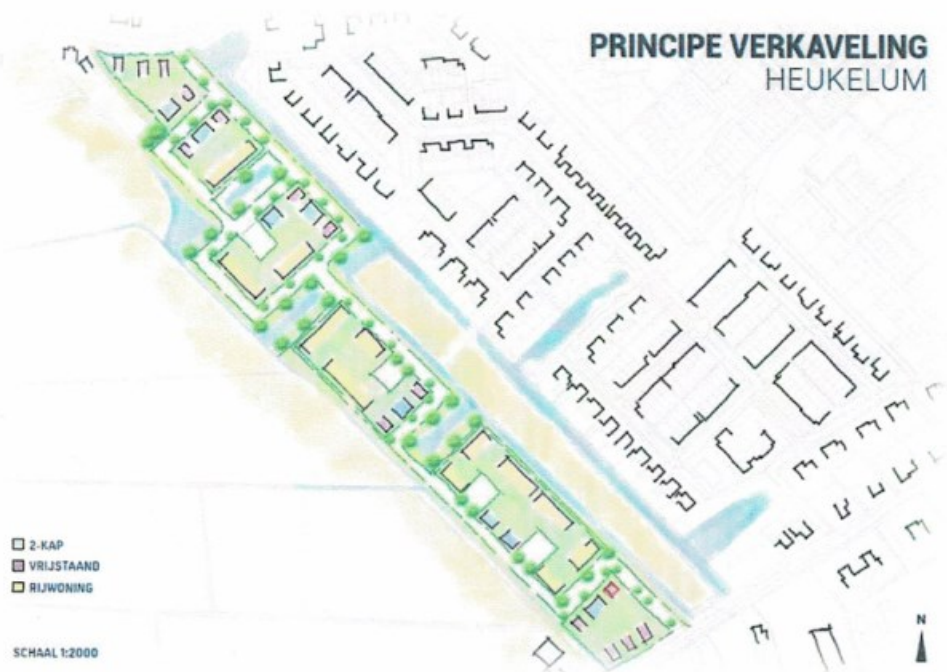 PRINCIPE VERKAVELING
HEUKELUM
2-KAP
VRIJSTAAND
RIJWONING
SCHAAL 1:2000
N